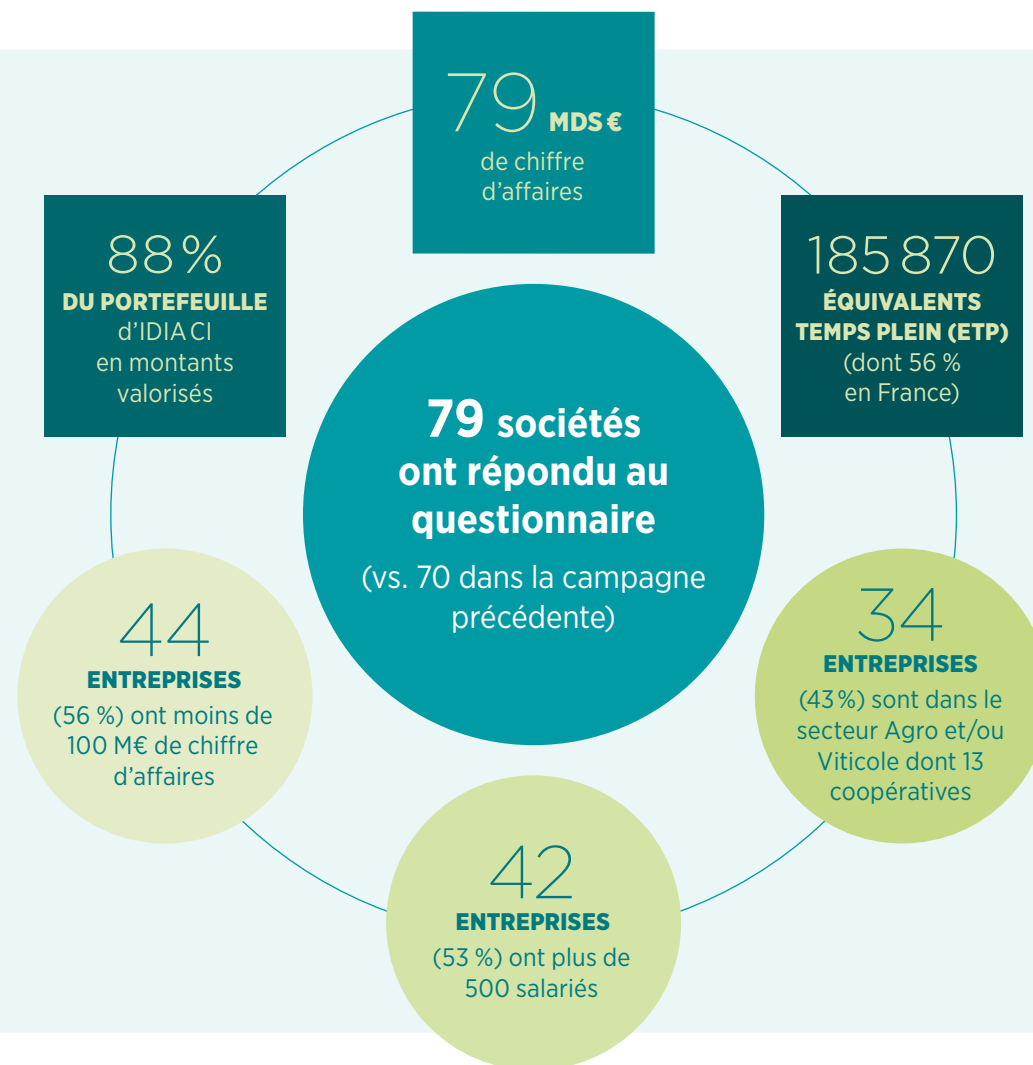 79 MDS €
de chiffre
d'affaires
88 %
DU PORTEFEUILLE
d'IDIA CI
en montants
valorisés
185 870
ÉQUIVALENTS
TEMPS PLEIN (ETP)
(dont 56 %
en France)
79 sociétés
ont répondu au
questionnaire
(vs. 70 dans la campagne
précédente)
44
ENTREPRISES
(56 %) ont moins de
100 M€ de chiffre
d'affaires
34
ENTREPRISES
(43 %) sont dans le
secteur Agro et/ou
Viticole dont 13
coopératives
42
ENTREPRISES
(53 %) ont plus de
500 salariés